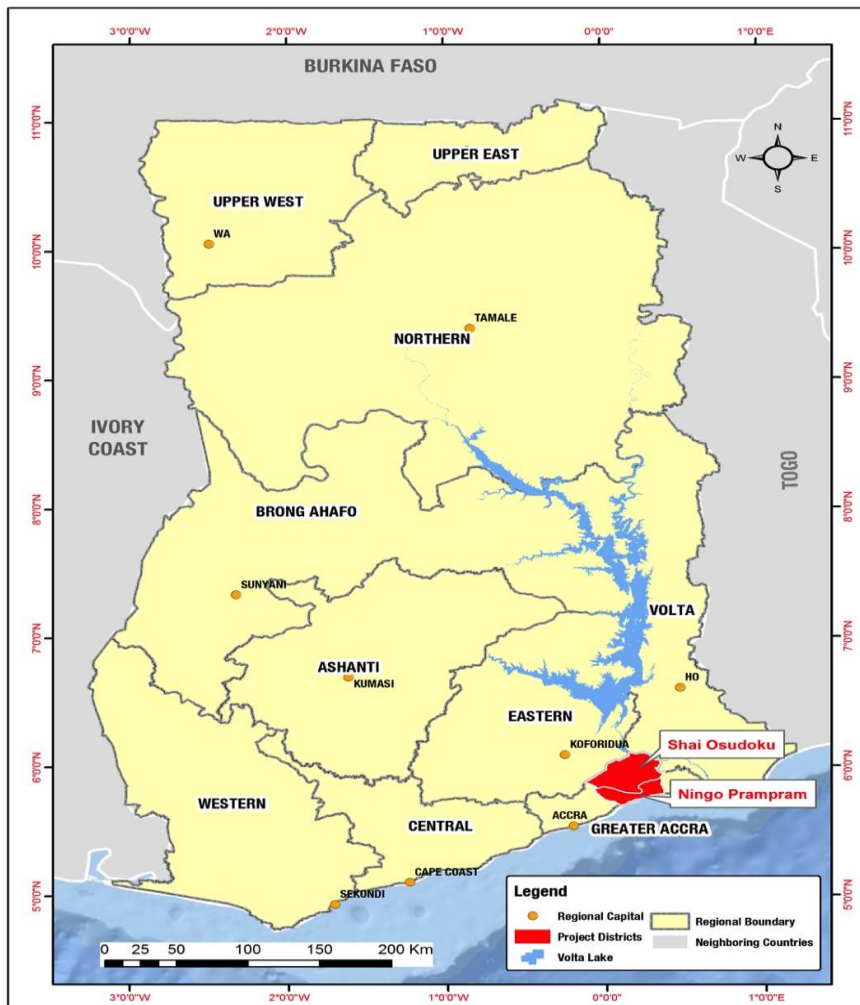 3°0'0"W 2°0'0"W 1°0'0"W 0°0'0" 1°0'0"E
BURKINA FASO
11°0'0"N 11°0'0"N
N
W E
S
UPPER EAST
UPPER WEST
WA
10°0'0"N 10°0'0"N
TAMALE
NORTHERN
9°0'0"N 9°0'0"N
IVORY
COAST
TOGO
8°0'0"N 8°0'0"N
BRONG AHAFO
SUNYANI
VOLTA
7°0'0"N 7°0'0"N
ASHANTI
KUMASI
HO
EASTERN
KOFORIDUA
Shai Osudoku
6°0'0"N 6°0'0"N
Ningo Prampram
WESTERN
CENTRAL
ACCRA
GREATER ACCRA
CAPE COAST
SEKONDI
5°0'0"N 5°0'0"N
Legend
Regional Capital
Project Districts
Volta Lake
Regional Boundary
Neighboring Countries
0 25 50 100 150 200 Km
3°0'0"W 2°0'0"W 1°0'0"W 0°0'0" 1°0'0"E